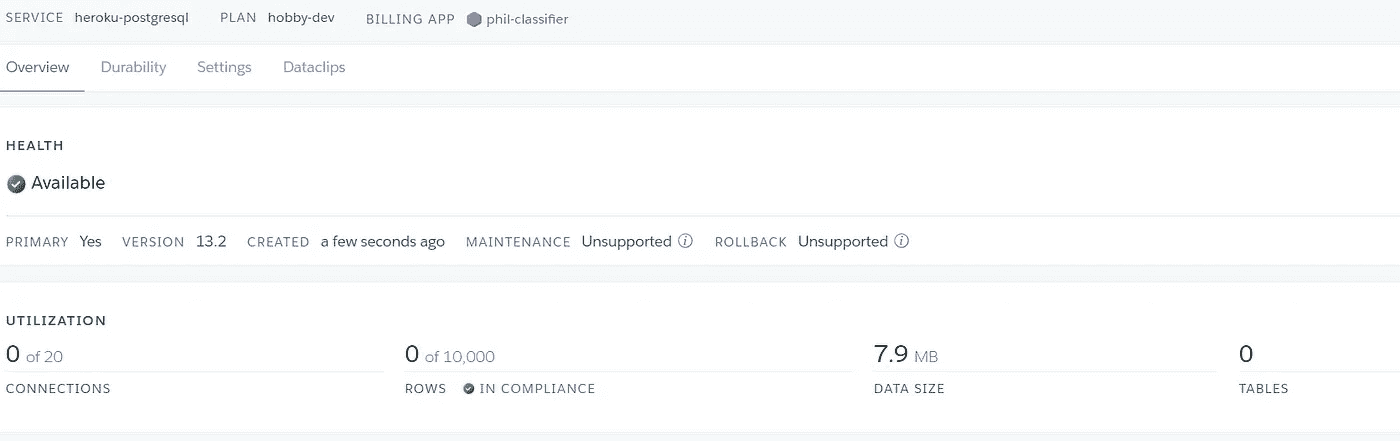 SERVICE heroku-postgresql PLAN hobby-dev BILLING APP phil-classifier
Overview Durability Settings Dataclips
HEALTH
Available
PRIMARY Yes VERSION 13.2 CREATED a few seconds ago MAINTENANCE Unsupported ROLLBACK Unsupported
UTILIZATION
0 of 20 0 of 10,000 7.9 MB 0
CONNECTIONS ROWS IN COMPLIANCE DATA SIZE TABLES